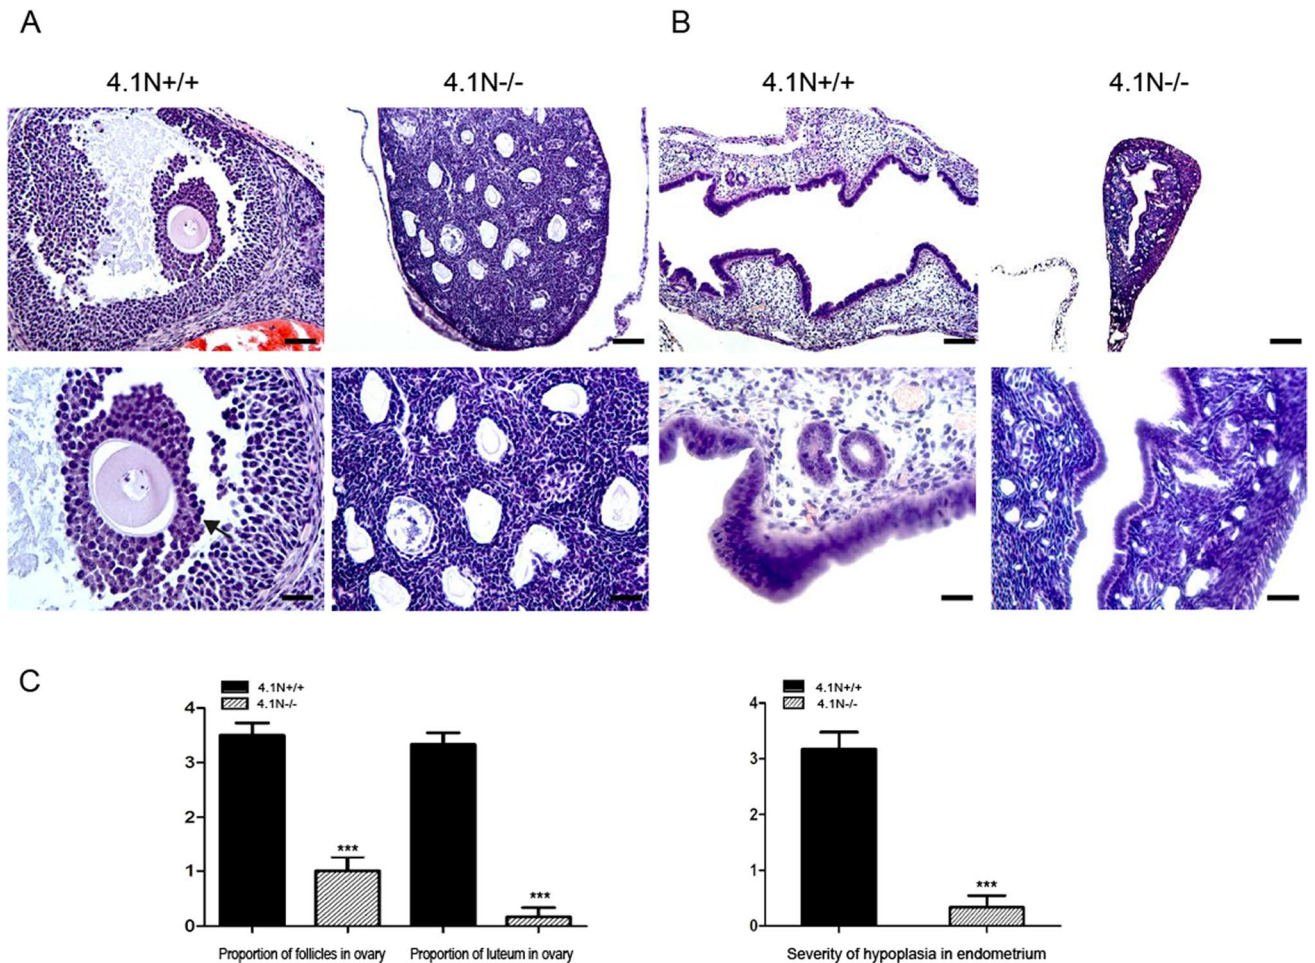 A
B
4.1N+/+
4.1N-/-
4.1N+/+
4.1N-/-
C
4.1N+/+
4.1N-/-
4
3
2
1
0
***
***
Proportion of follicles in ovary
Proportion of luteum in ovary
4.1N+/+
4.1N-/-
4
3
2
1
0
***
Severity of hypoplasia in endometrium